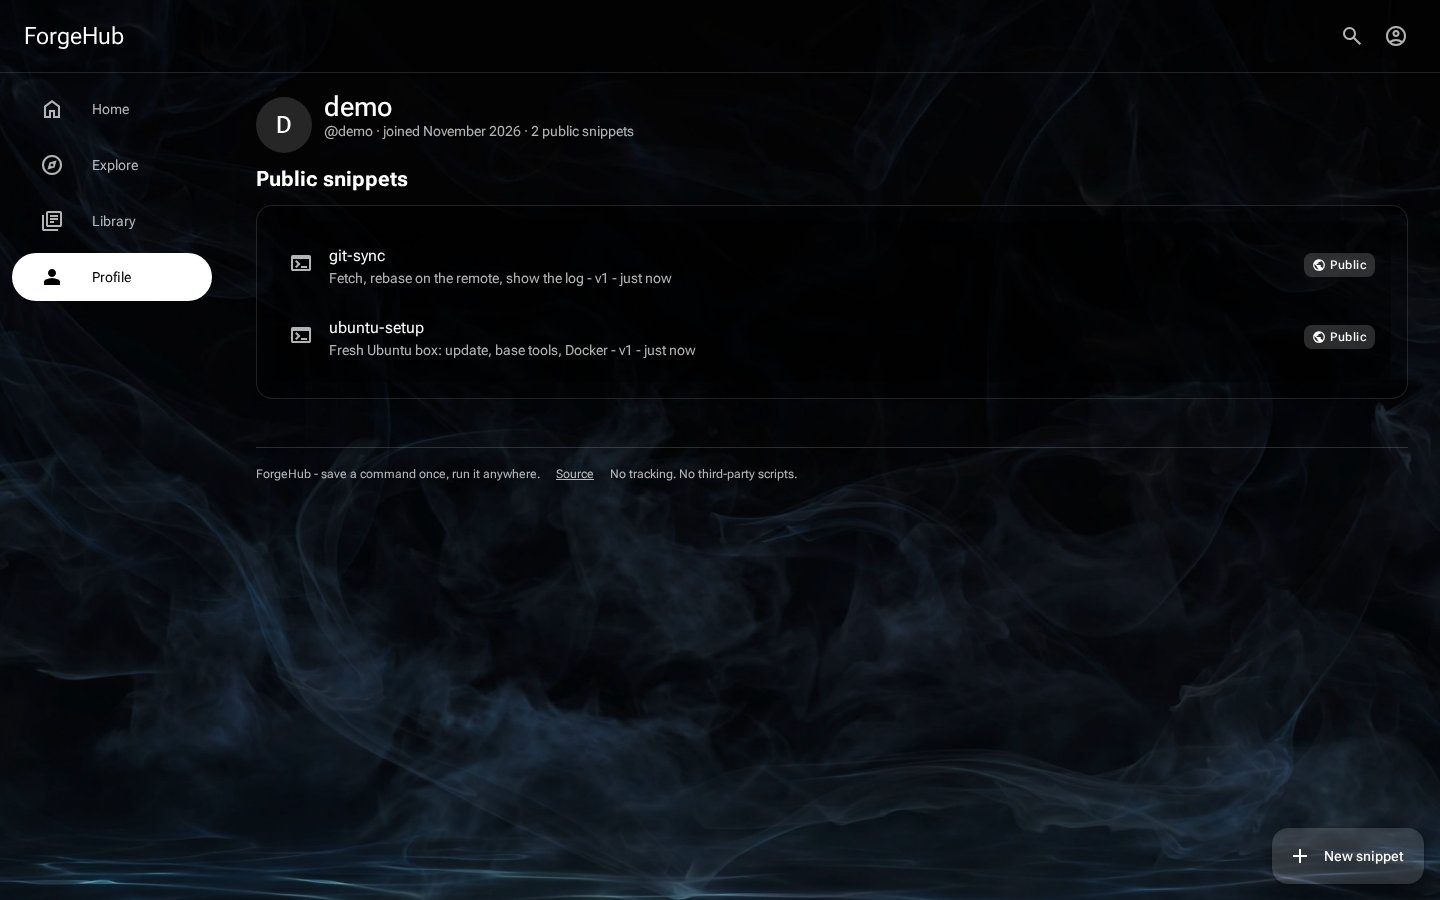 ForgeHub
Home
Explore
Library
Profile
D
demo
@demo · joined November 2026 · 2 public snippets
Public snippets
git-sync
Fetch, rebase on the remote, show the log - v1 - just now
Public
ubuntu-setup
Fresh Ubuntu box: update, base tools, Docker - v1 - just now
Public
ForgeHub - save a command once, run it anywhere. Source No tracking. No third-party scripts.
New snippet